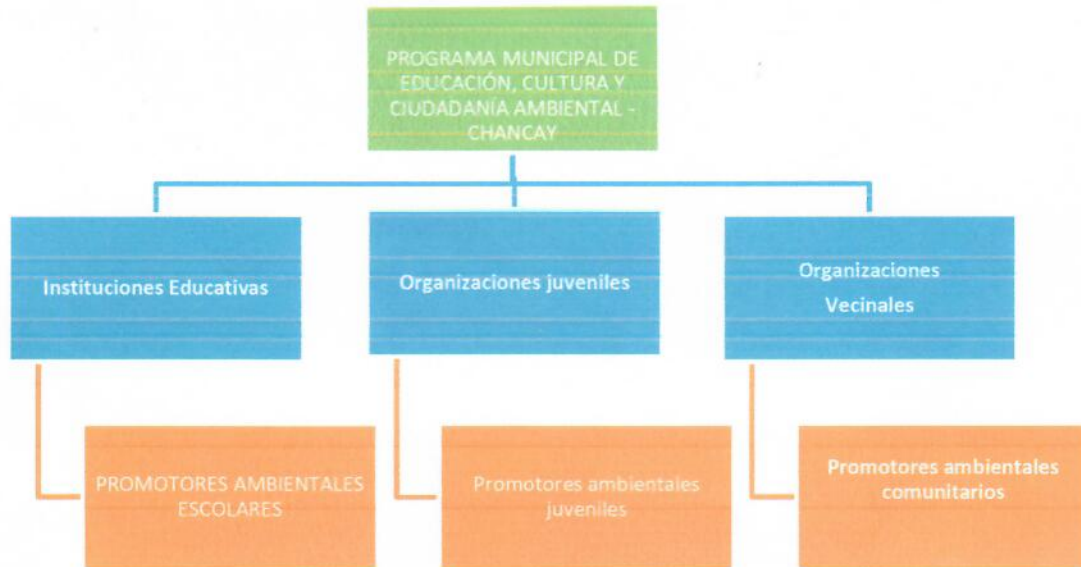 PROGRAMA MUNICIPAL DE
EDUCACIÓN, CULTURA Y
CIUDADANÍA AMBIENTAL -
CHANCAY
Instituciones Educativas
Organizaciones juveniles
Organizaciones
Vecinales
PROMOTORES AMBIENTALES
ESCOLARES
Promotores ambientales
juveniles
Promotores ambientales
comunitarios